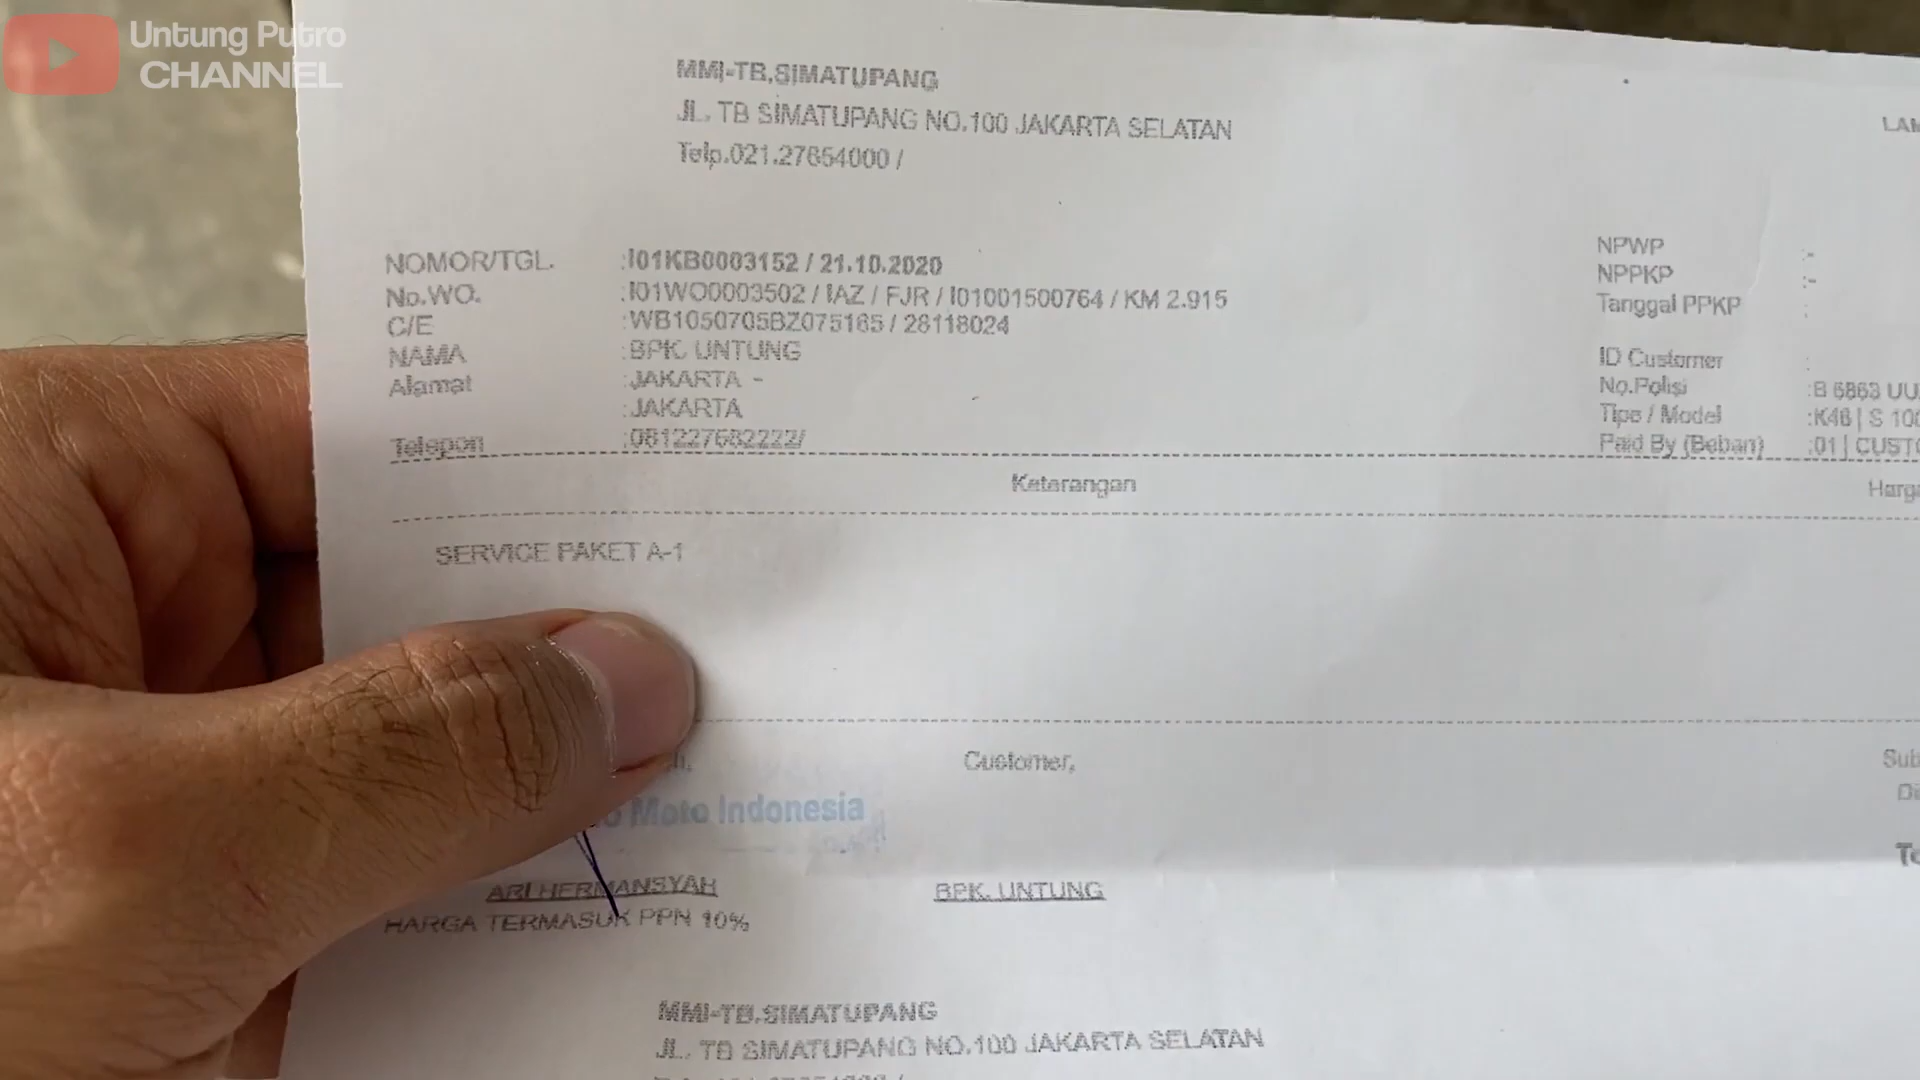 Untung Putro
CHANNEL
MMI-TB.SIMATUPANG
JL. TB SIMATUPANG NO.100 JAKARTA SELATAN
Telp.021.27654000 /
NOMOR/TGL. :I01KB0003152 / 21.10.2020
No.WO. :I01WO0003502 / IAZ / FJR / I01001500764 / KM 2.915
C/E :WB1050705BZ075165 / 28118024
NAMA :BPK. UNTUNG
Alamat :JAKARTA -
:JAKARTA
Telepon :081227682222/
NPWP :-
NPPKP :-
Tanggal PPKP :
ID Customer :
No.Polisi :B 6863 UU
Tipe / Model :K46 | S 100
Paid By (Beban) :01 | CUSTO
Keterangan
Harga
SERVICE PAKET A-1
Customer,
Sub
Moto Indonesia
ARI HERMANSYAH
BPK. UNTUNG
HARGA TERMASUK PPN 10%
MMI-TB.SIMATUPANG
JL. TB SIMATUPANG NO.100 JAKARTA SELATAN